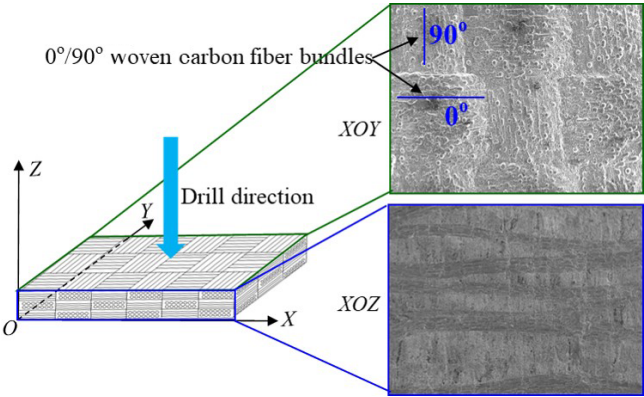 90°
0°/90° woven carbon fiber bundles
0°
XOY
Z
Drill direction
Y
XOZ
O
X